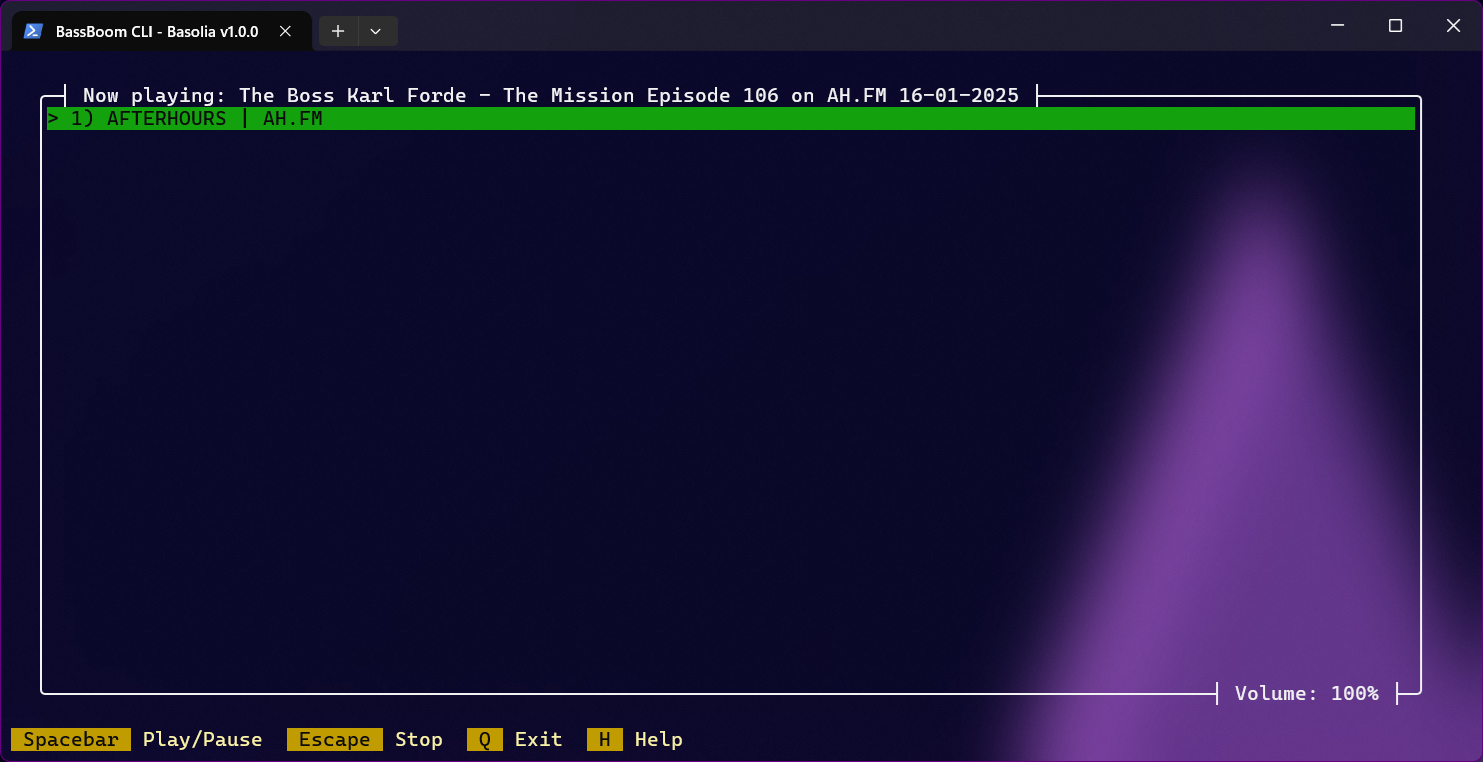 BassBoom CLI - Basolia v1.0.0
Now playing: The Boss Karl Forde - The Mission Episode 106 on AH.FM 16-01-2025
> 1) AFTERHOURS | AH.FM
Volume: 100%
Spacebar Play/Pause Escape Stop Q Exit H Help